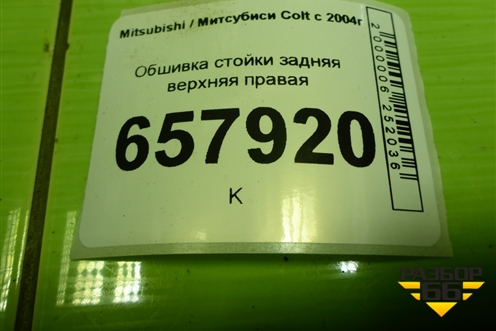 Mitsubishi / Митсубиси Colt с 2004г
Обшивка стойки задняя
верхняя правая
657920
К
2000006252036
РАЗБОР
66